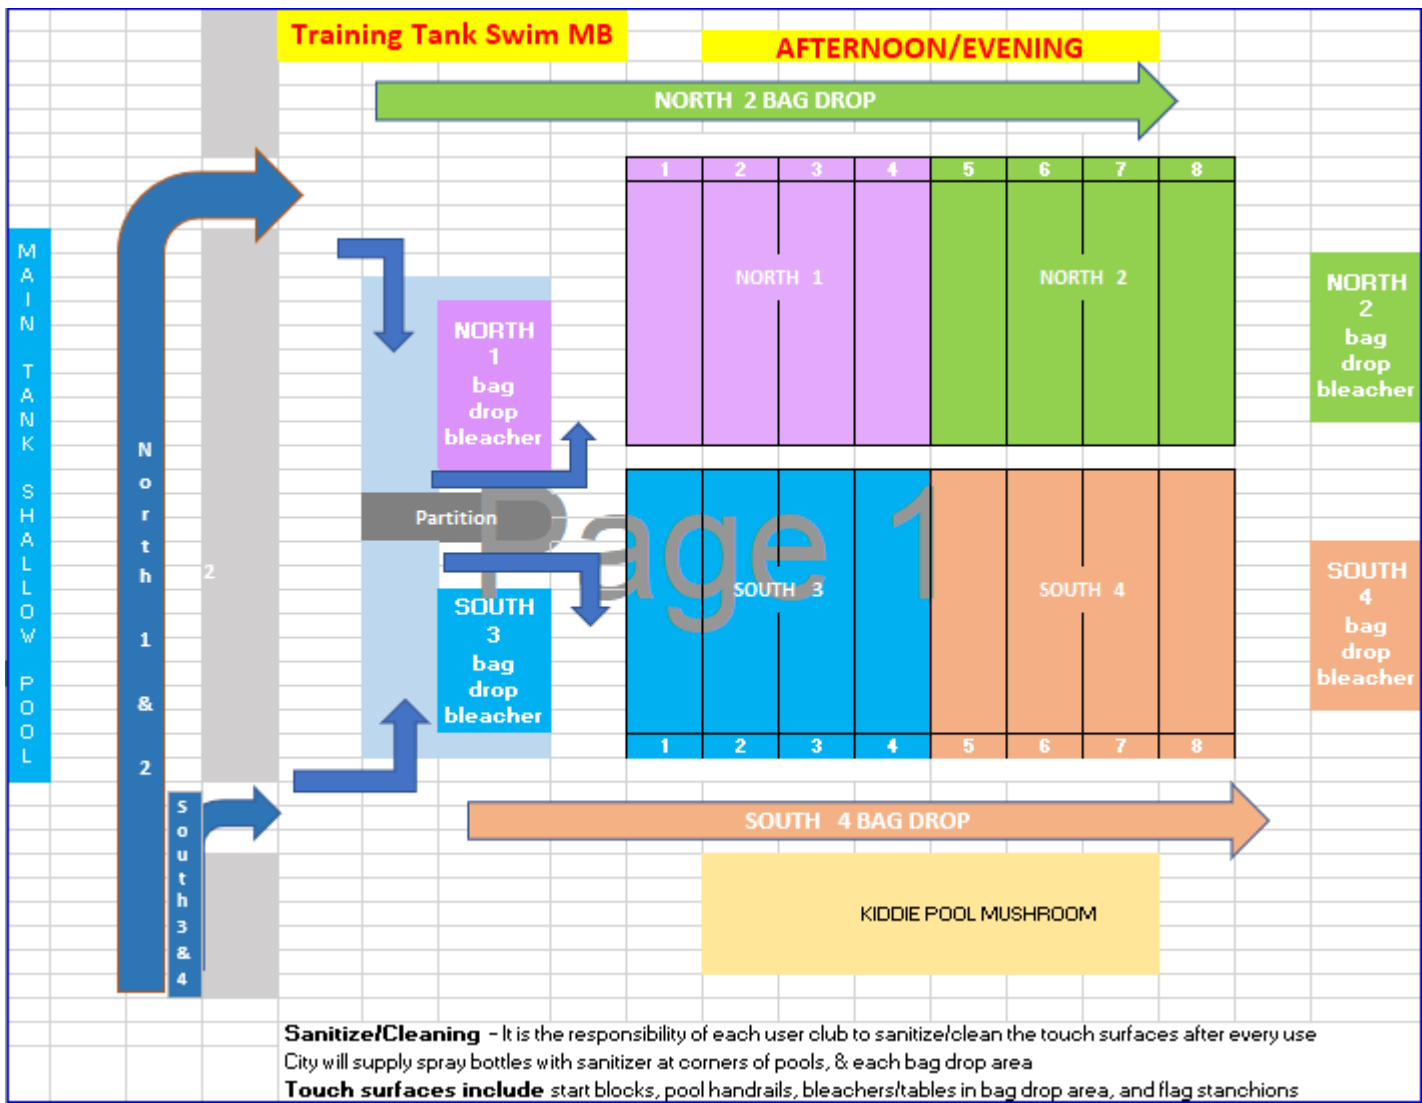 Training Tank Swim MB
AFTERNOON/EVENING
NORTH 2 BAG DROP
1 2 3 4 5 6 7 8
MAIN TANK SHALLOW POOL
North 1 & 2
NORTH 1
NORTH 2
NORTH
1
bag
drop
bleacher
NORTH
2
bag
drop
bleacher
Partition
Page 1
2
SOUTH 3
SOUTH 4
SOUTH
3
bag
drop
bleacher
SOUTH
4
bag
drop
bleacher
1 2 3 4 5 6 7 8
South 3 & 4
SOUTH 4 BAG DROP
KIDDIE POOL MUSHROOM
Sanitize/Cleaning - It is the responsibility of each user club to sanitize/clean the touch surfaces after every use
City will supply spray bottles with sanitizer at corners of pools, & each bag drop area
Touch surfaces include start blocks, pool handrails, bleachers/tables in bag drop area, and flag stanchions